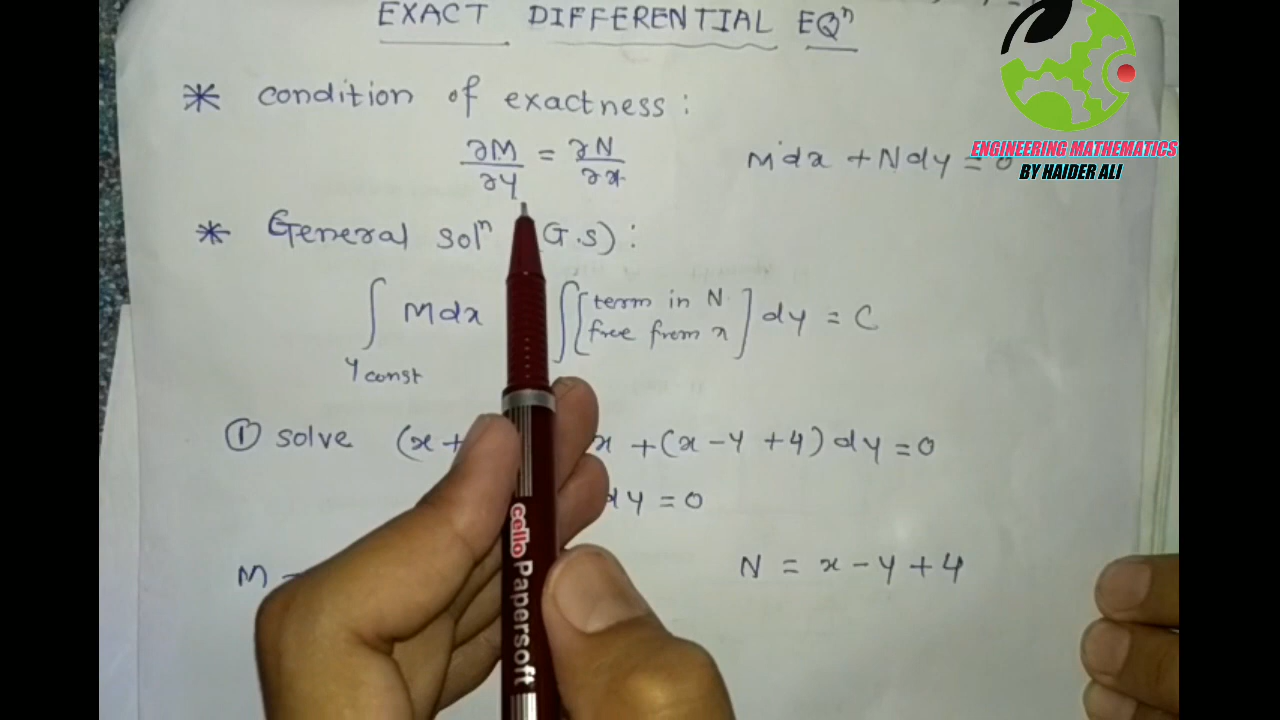 EXACT DIFFERENTIAL EQⁿ
* condition of exactness :
∂M/∂y = ∂N/∂x Mdx + Ndy = 0
* General solⁿ (G.S) :
∫ Mdx ∫[term in N free from x] dy = C
y const
① solve (x+ x + (x - y + 4) dy = 0
dy = 0
M = N = x - y + 4
ENGINEERING MATHEMATICS
BY HAIDER ALI
cello Papersoft